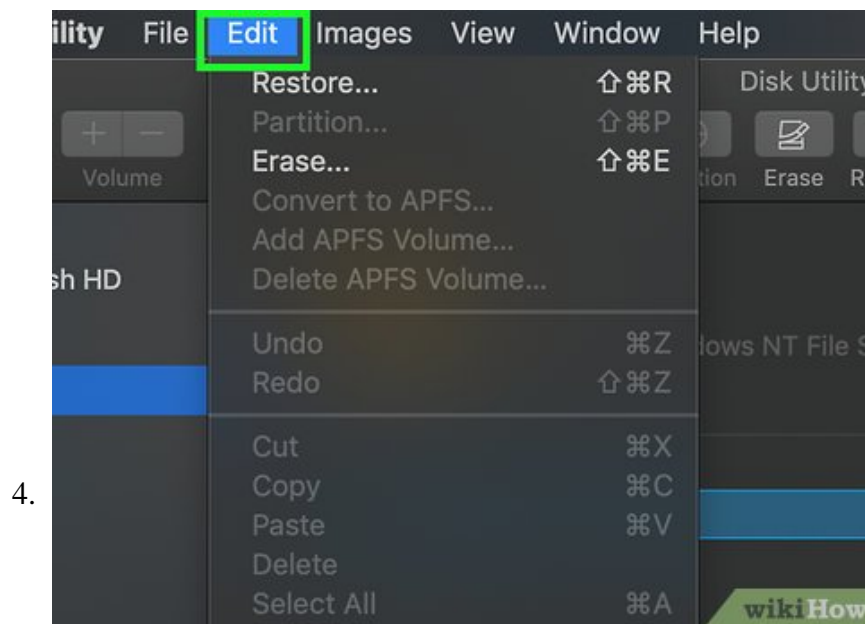 ility File Edit Images View Window Help
Restore... ⇧⌘R Disk Utility
Partition... ⇧⌘P
Erase... ⇧⌘E
Volume tion Erase R
Convert to APFS...
Add APFS Volume...
sh HD Delete APFS Volume...
Undo ⌘Z
dows NT File S
Redo ⇧⌘Z
Cut ⌘X
4. Copy ⌘C
Paste ⌘V
Delete
Select All ⌘A
wikiHow